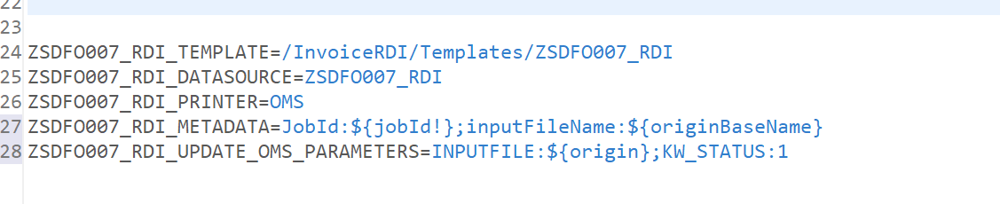 22
23
24 ZSDFO007_RDI_TEMPLATE=/InvoiceRDI/Templates/ZSDFO007_RDI
25 ZSDFO007_RDI_DATASOURCE=ZSDFO007_RDI
26 ZSDFO007_RDI_PRINTER=OMS
27 ZSDFO007_RDI_METADATA=JobId:${jobId!};inputFileName:${originBaseName}
28 ZSDFO007_RDI_UPDATE_OMS_PARAMETERS=INPUTFILE:${origin};KW_STATUS:1